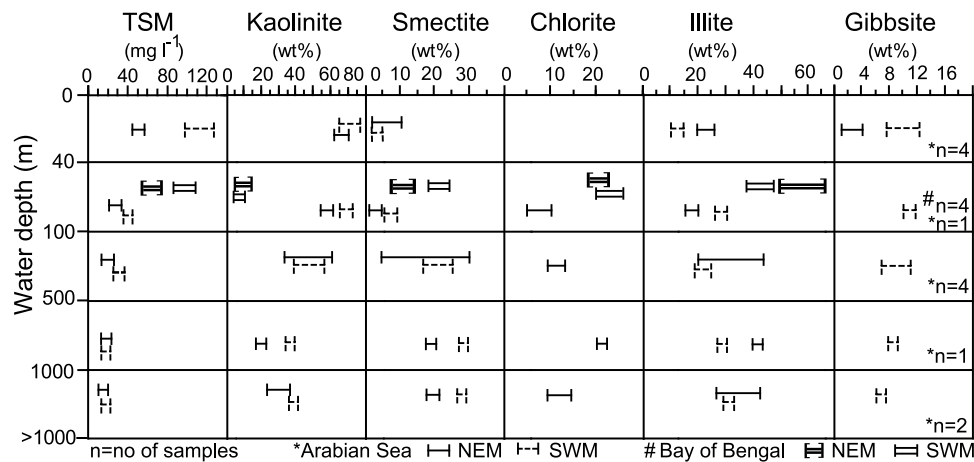 TSM Kaolinite Smectite Chlorite Illite Gibbsite
(mg l⁻¹) (wt%) (wt%) (wt%) (wt%) (wt%)
0 40 80 120 20 40 60 80 0 10 20 30 0 10 20 0 20 40 60 0 4 8 12 16
Water depth (m)
0
*n=4
40
#n=4
*n=1
100
*n=4
500
*n=1
1000
*n=2
>1000
n=no of samples *Arabian Sea NEM SWM # Bay of Bengal NEM SWM